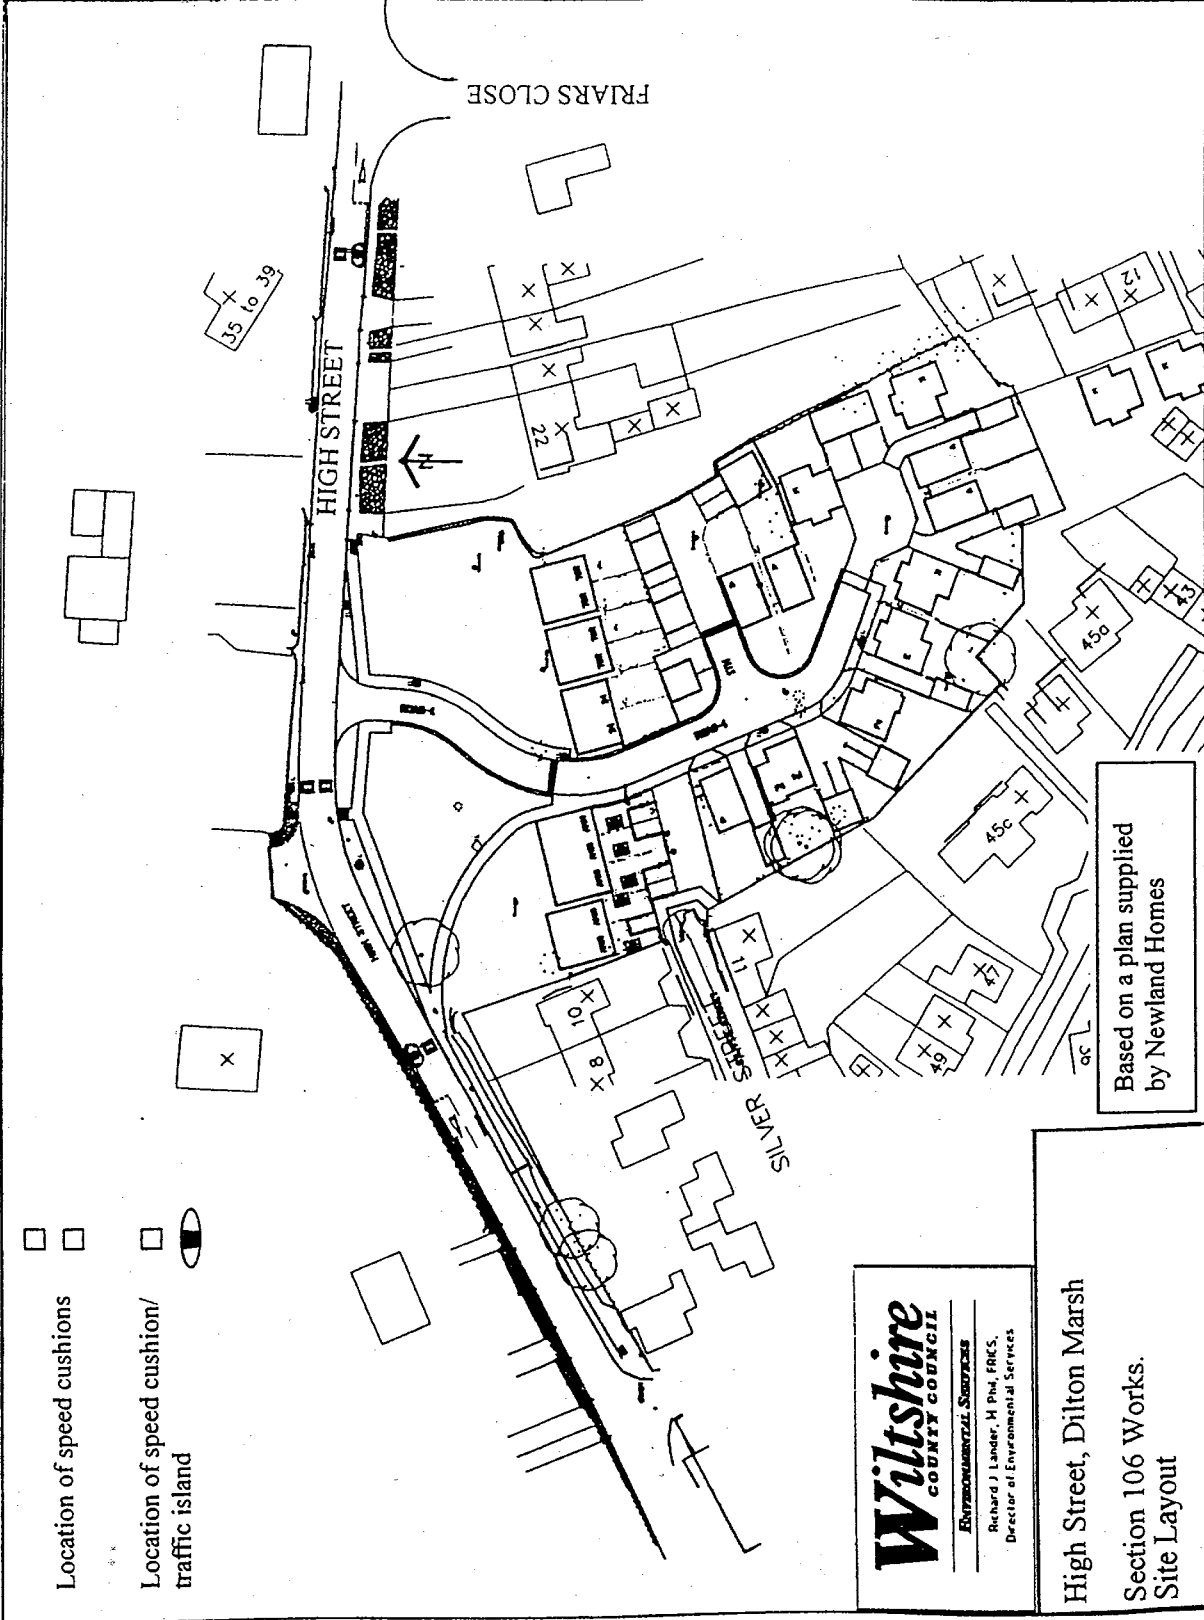 Location of speed cushions
Location of speed cushion/
traffic island
35 to 39
HIGH STREET
FRIARS CLOSE
N
22
12
HIGH STREET
10
8
11
SILVER STREET
45a
43
45c
47
49
Based on a plan supplied
by Newland Homes
Wiltshire
COUNTY COUNCIL
ENVIRONMENTAL SERVICES
Richard J Lander, M Phil, FRICS,
Director of Environmental Services
High Street, Dilton Marsh
Section 106 Works.
Site Layout